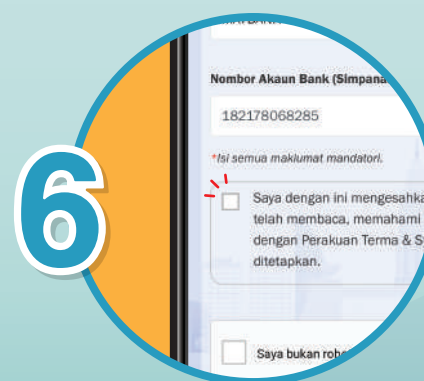 6
Nombor Akaun Bank (Simpana
182178068285
*Isi semua maklumat mandatori.
Saya dengan ini mengesahka
telah membaca, memahami
dengan Perakuan Terma & S
ditetapkan.
Saya bukan robo